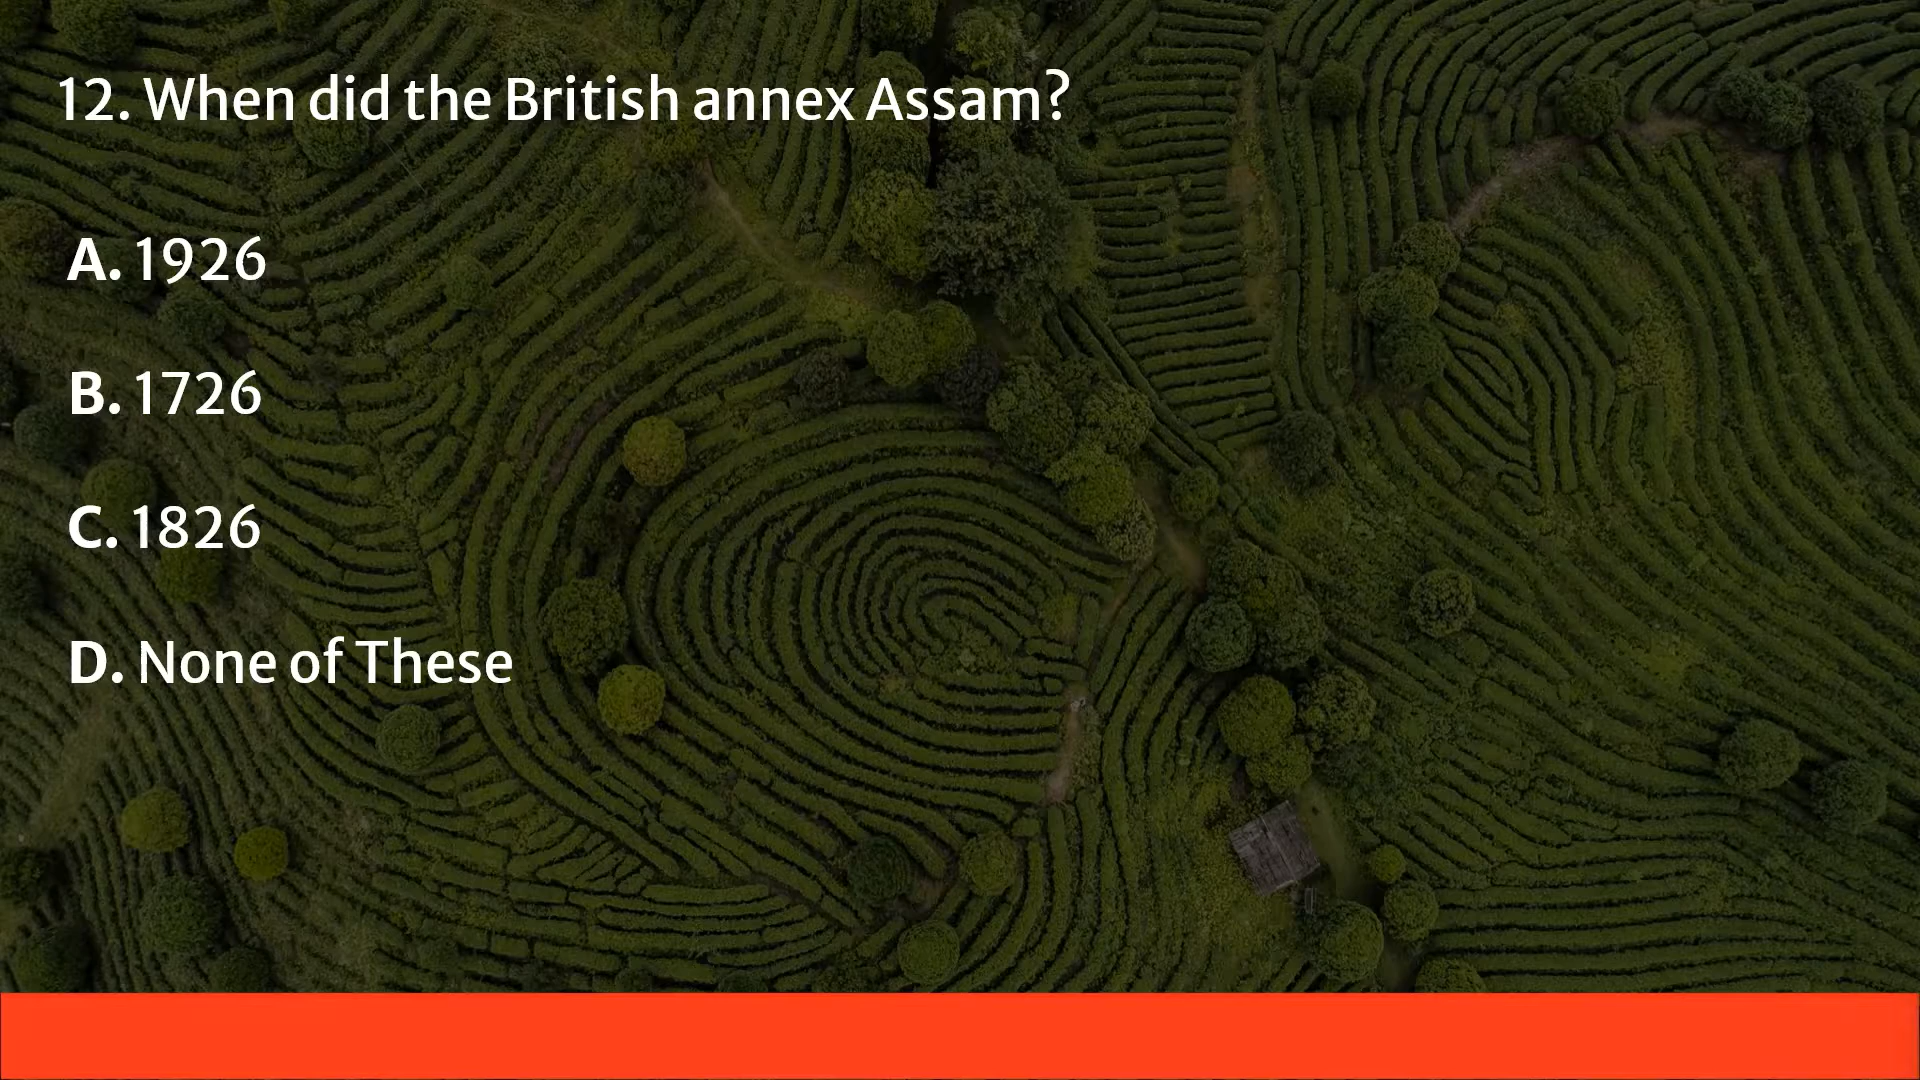 12. When did the British annex Assam?
A. 1926
B. 1726
C. 1826
D. None of These